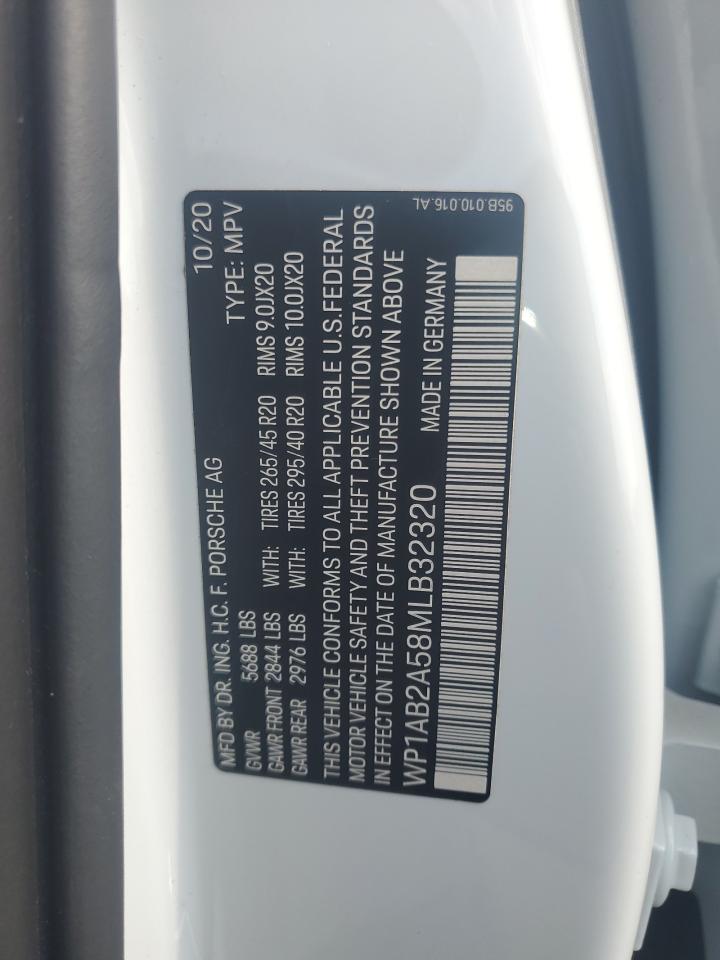 MFD BY DR. ING. H.C. F. PORSCHE AG 10/20
GVWR 5688 LBS TYPE: MPV
GAWR FRONT 2844 LBS WITH: TIRES 265/45 R20 RIMS 9.0JX20
GAWR REAR 2976 LBS WITH: TIRES 295/40 R20 RIMS 10.0JX20
THIS VEHICLE CONFORMS TO ALL APPLICABLE U.S. FEDERAL
MOTOR VEHICLE SAFETY AND THEFT PREVENTION STANDARDS
IN EFFECT ON THE DATE OF MANUFACTURE SHOWN ABOVE
WP1AB2A58MLB32320 MADE IN GERMANY
95B.010.016.AL